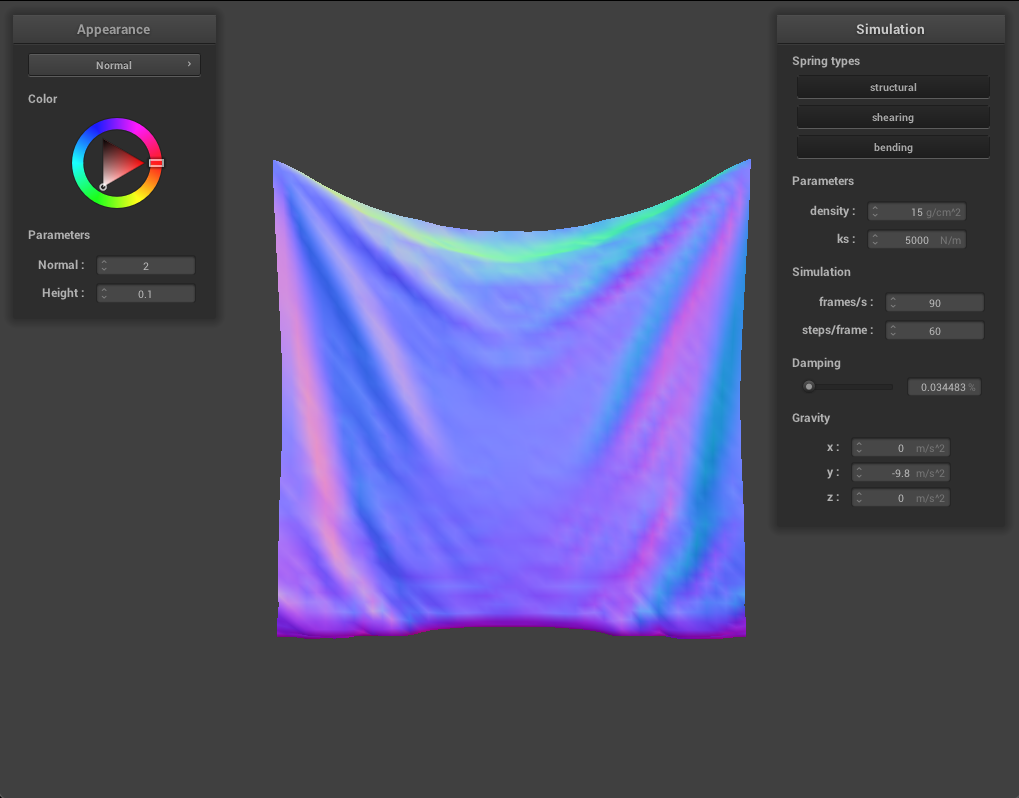 Appearance
Normal
Color
Parameters
Normal : 2
Height : 0.1
Simulation
Spring types
structural
shearing
bending
Parameters
density : 15 g/cm^2
ks : 5000 N/m
Simulation
frames/s : 90
steps/frame : 60
Damping
0.034483 %
Gravity
x : 0 m/s^2
y : -9.8 m/s^2
z : 0 m/s^2